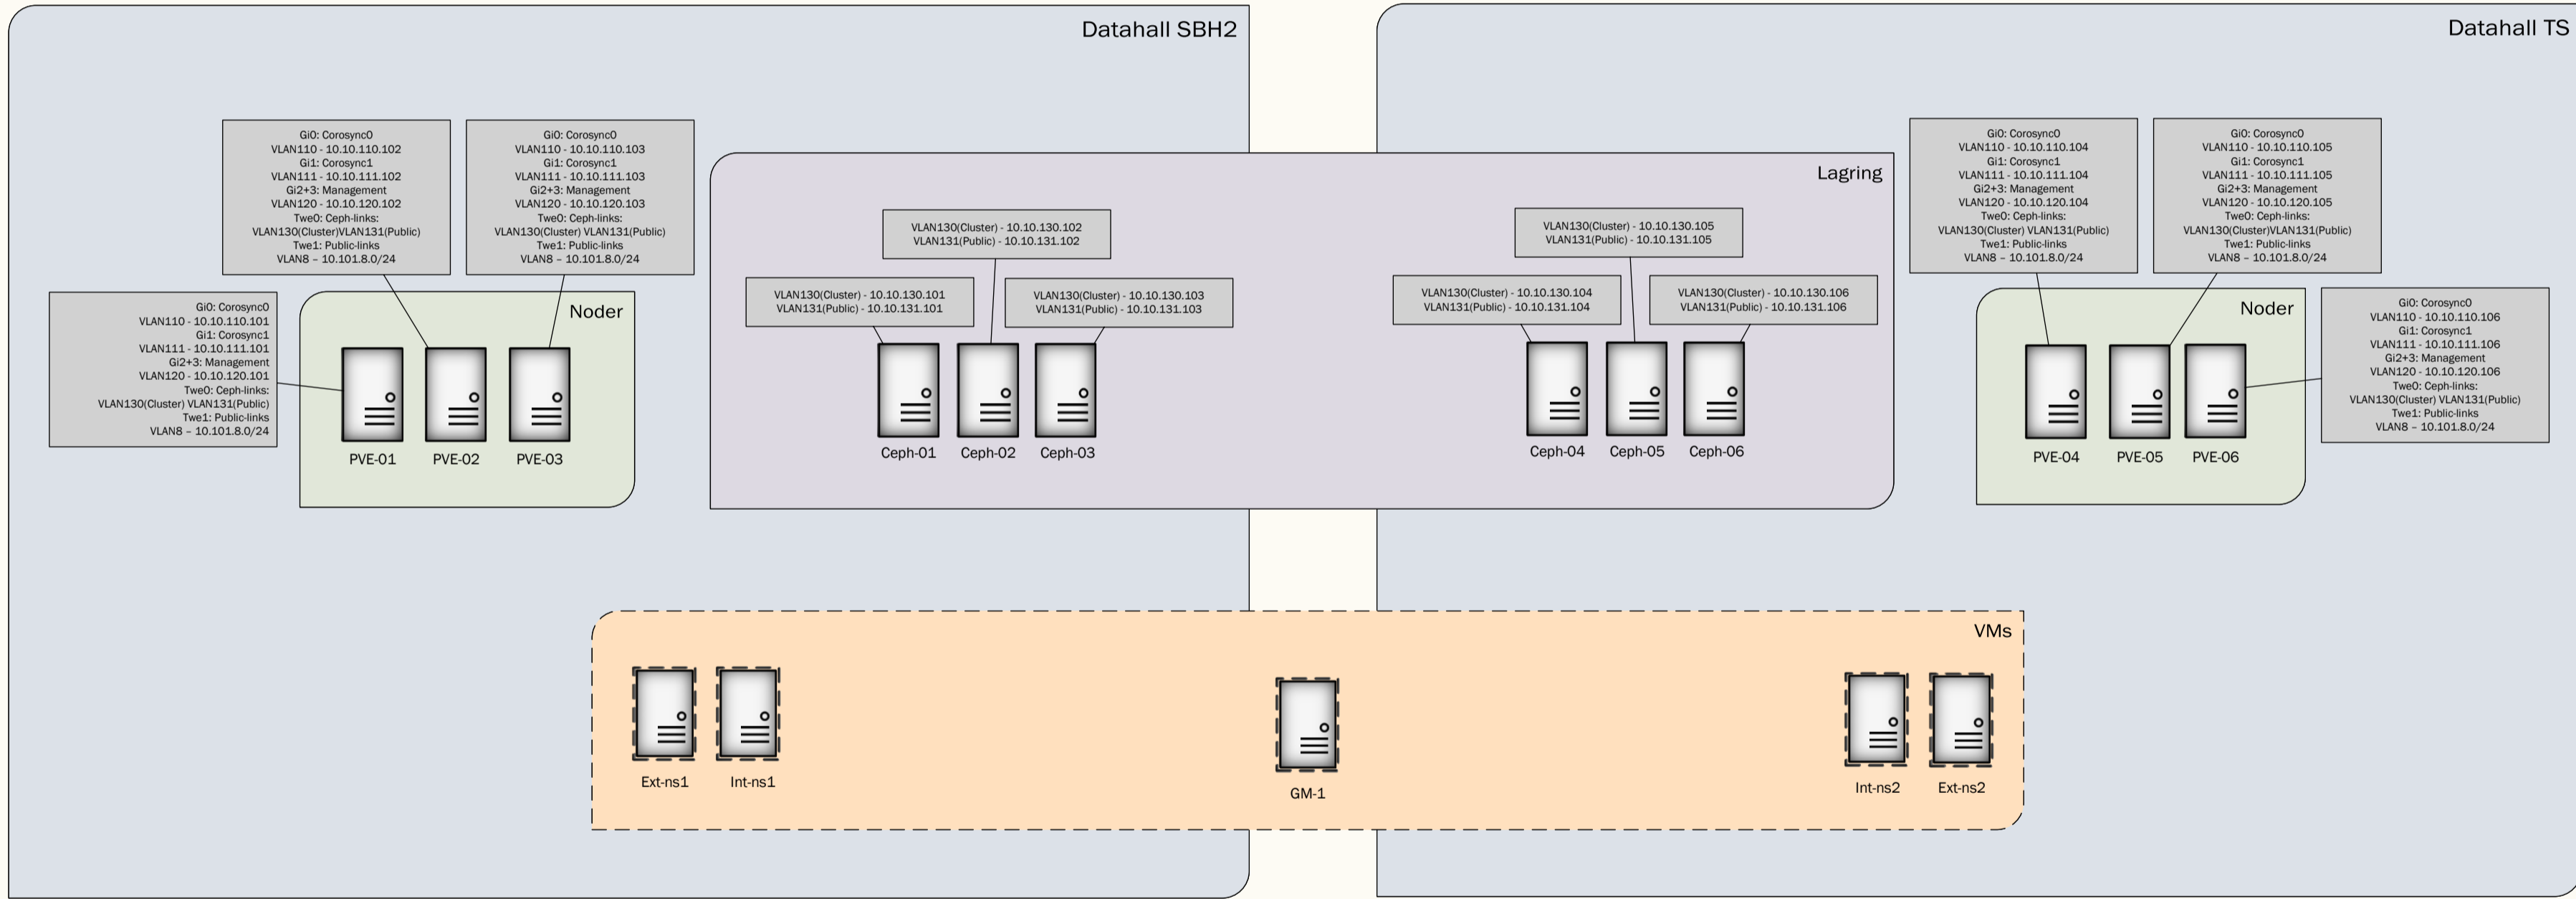 Datahall SBH2
Gi0: Corosync0
VLAN110 - 10.10.110.102
Gi1: Corosync1
VLAN111 - 10.10.111.102
Gi2+3: Management
VLAN120 - 10.10.120.102
Twe0: Ceph-links:
VLAN130(Cluster)VLAN131(Public)
Twe1: Public-links
VLAN8 – 10.101.8.0/24
Gi0: Corosync0
VLAN110 - 10.10.110.103
Gi1: Corosync1
VLAN111 - 10.10.111.103
Gi2+3: Management
VLAN120 - 10.10.120.103
Twe0: Ceph-links:
VLAN130(Cluster) VLAN131(Public)
Twe1: Public-links
VLAN8 – 10.101.8.0/24
Gi0: Corosync0
VLAN110 - 10.10.110.101
Gi1: Corosync1
VLAN111 - 10.10.111.101
Gi2+3: Management
VLAN120 - 10.10.120.101
Twe0: Ceph-links:
VLAN130(Cluster) VLAN131(Public)
Twe1: Public-links
VLAN8 – 10.101.8.0/24
Noder
PVE-01
PVE-02
PVE-03
Lagring
VLAN130(Cluster) - 10.10.130.102
VLAN131(Public) - 10.10.131.102
VLAN130(Cluster) - 10.10.130.101
VLAN131(Public) - 10.10.131.101
VLAN130(Cluster) - 10.10.130.103
VLAN131(Public) - 10.10.131.103
Ceph-01
Ceph-02
Ceph-03
VLAN130(Cluster) - 10.10.130.105
VLAN131(Public) - 10.10.131.105
VLAN130(Cluster) - 10.10.130.104
VLAN131(Public) - 10.10.131.104
VLAN130(Cluster) - 10.10.130.106
VLAN131(Public) - 10.10.131.106
Ceph-04
Ceph-05
Ceph-06
Datahall TS
Gi0: Corosync0
VLAN110 - 10.10.110.104
Gi1: Corosync1
VLAN111 - 10.10.111.104
Gi2+3: Management
VLAN120 - 10.10.120.104
Twe0: Ceph-links:
VLAN130(Cluster) VLAN131(Public)
Twe1: Public-links
VLAN8 – 10.101.8.0/24
Gi0: Corosync0
VLAN110 - 10.10.110.105
Gi1: Corosync1
VLAN111 - 10.10.111.105
Gi2+3: Management
VLAN120 - 10.10.120.105
Twe0: Ceph-links:
VLAN130(Cluster)VLAN131(Public)
Twe1: Public-links
VLAN8 – 10.101.8.0/24
Noder
Gi0: Corosync0
VLAN110 - 10.10.110.106
Gi1: Corosync1
VLAN111 - 10.10.111.106
Gi2+3: Management
VLAN120 - 10.10.120.106
Twe0: Ceph-links:
VLAN130(Cluster) VLAN131(Public)
Twe1: Public-links
VLAN8 – 10.101.8.0/24
PVE-04
PVE-05
PVE-06
VMs
Ext-ns1
Int-ns1
GM-1
Int-ns2
Ext-ns2